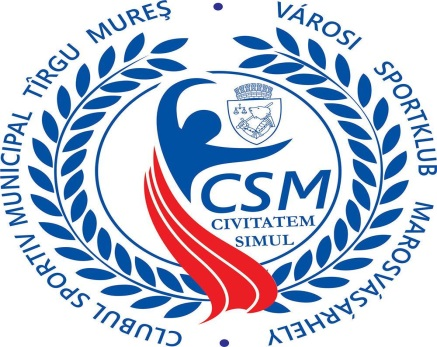 CLUBUL SPORTIV MUNICIPAL TÎRGU MUREŞ
VÁROSI SPORTKLUB MAROSVÁSÁRHELY
CSM
CIVITATEM
SIMUL